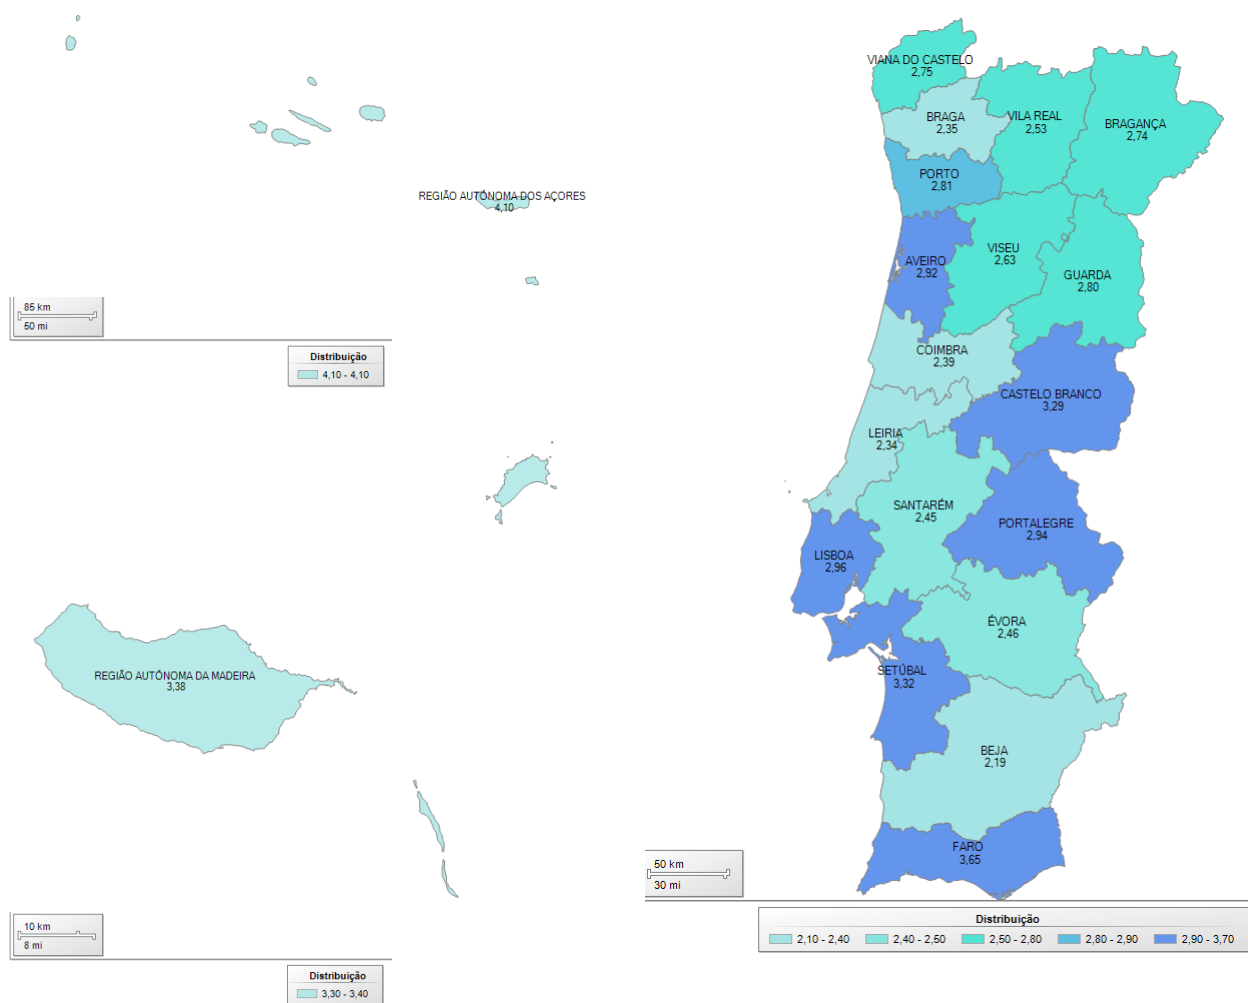 REGIÃO AUTÓNOMA DOS AÇORES
4,10
85 km
50 mi
Distribuição
4,10 - 4,10
REGIÃO AUTÓNOMA DA MADEIRA
3,38
10 km
8 mi
Distribuição
3,30 - 3,40
VIANA DO CASTELO
2,75
BRAGA
2,35
VILA REAL
2,53
BRAGANÇA
2,74
PORTO
2,81
AVEIRO
2,92
VISEU
2,63
GUARDA
2,80
COIMBRA
2,39
CASTELO BRANCO
3,29
LEIRIA
2,34
SANTARÉM
2,45
PORTALEGRE
2,94
LISBOA
2,96
ÉVORA
2,46
SETÚBAL
3,32
BEJA
2,19
FARO
3,65
50 km
30 mi
Distribuição
2,10 - 2,40
2,40 - 2,50
2,50 - 2,80
2,80 - 2,90
2,90 - 3,70